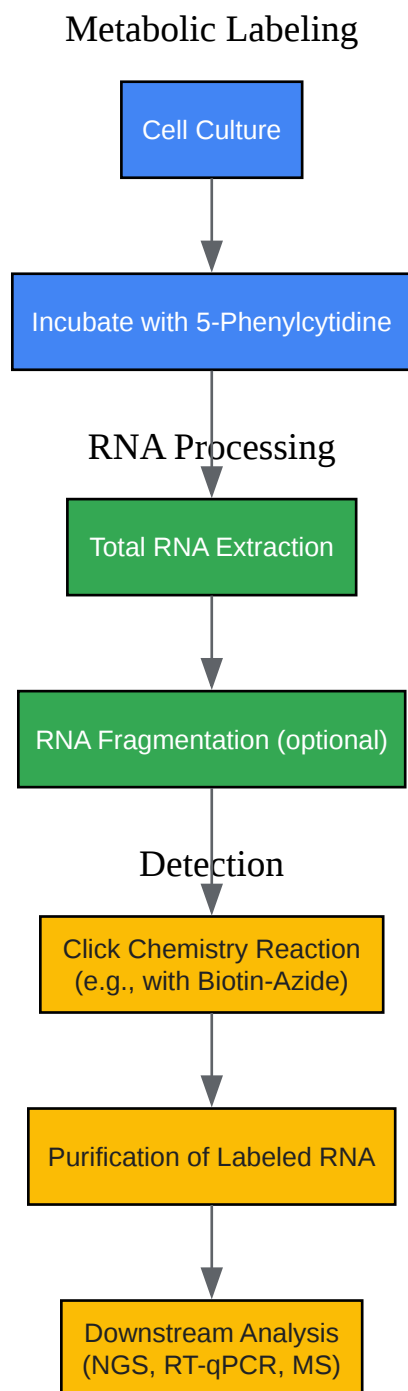 Metabolic Labeling
Cell Culture
Incubate with 5-Phenylcytidine
RNA Processing
Total RNA Extraction
RNA Fragmentation (optional)
Detection
Click Chemistry Reaction
(e.g., with Biotin-Azide)
Purification of Labeled RNA
Downstream Analysis
(NGS, RT-qPCR, MS)